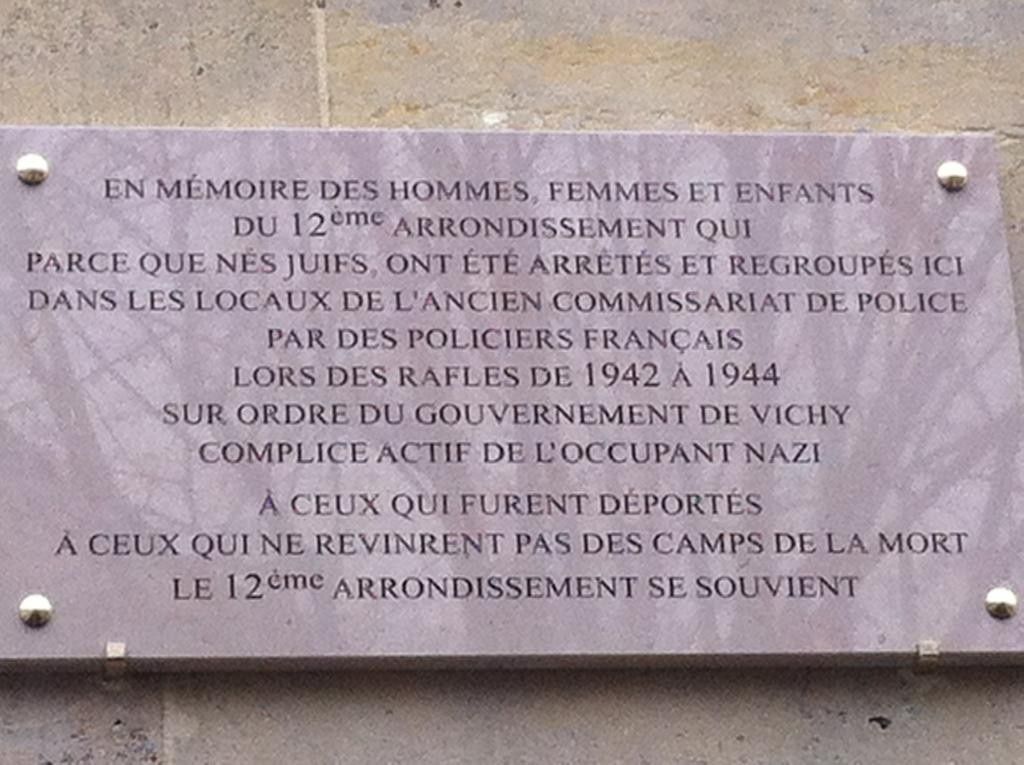 EN MÉMOIRE DES HOMMES, FEMMES ET ENFANTS
DU 12ème ARRONDISSEMENT QUI
PARCE QUE NÉS JUIFS, ONT ÉTÉ ARRÊTÉS ET REGROUPÉS ICI
DANS LES LOCAUX DE L'ANCIEN COMMISSARIAT DE POLICE
PAR DES POLICIERS FRANÇAIS
LORS DES RAFLES DE 1942 À 1944
SUR ORDRE DU GOUVERNEMENT DE VICHY
COMPLICE ACTIF DE L'OCCUPANT NAZI
À CEUX QUI FURENT DÉPORTÉS
À CEUX QUI NE REVINRENT PAS DES CAMPS DE LA MORT
LE 12ème ARRONDISSEMENT SE SOUVIENT